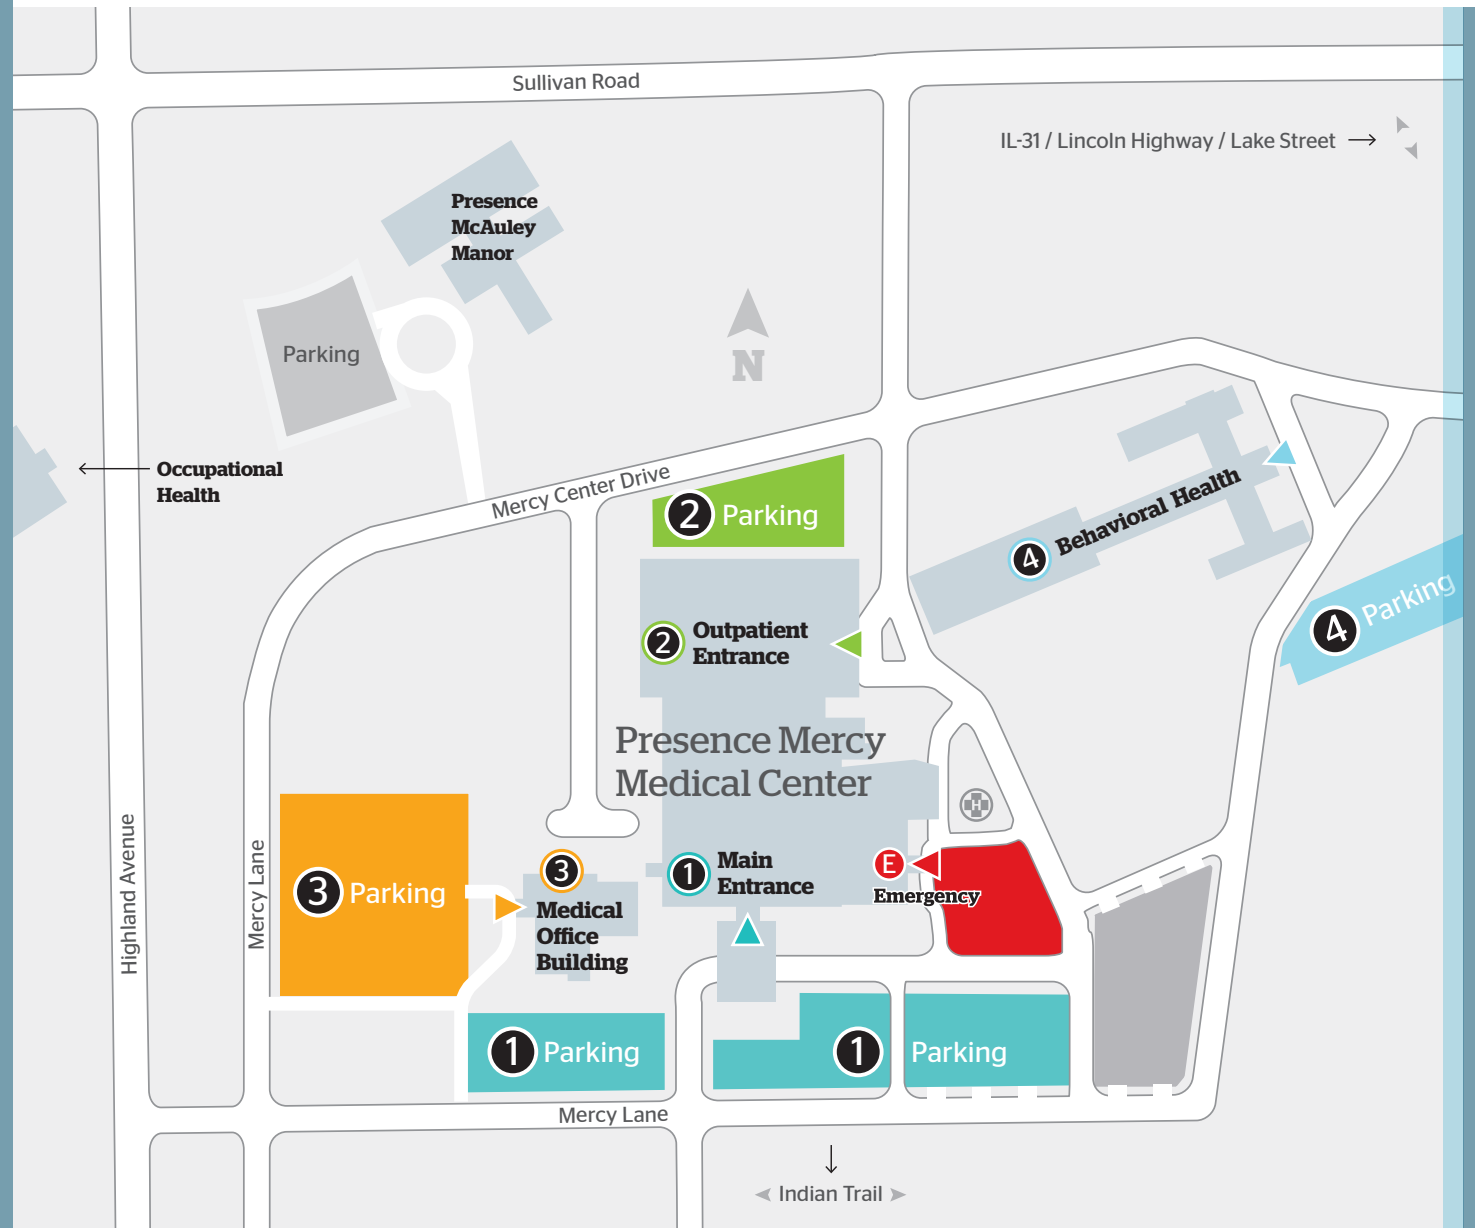 Sullivan Road
IL-31 / Lincoln Highway / Lake Street
Presence
McAuley
Manor
Parking
N
Occupational
Health
Mercy Center Drive
2 Parking
4 Behavioral Health
4 Parking
2 Outpatient
Entrance
Presence Mercy
Medical Center
H
Highland Avenue
Mercy Lane
3 Parking
3
Medical
Office
Building
1 Main
Entrance
E
Emergency
1 Parking
1 Parking
Mercy Lane
Indian Trail